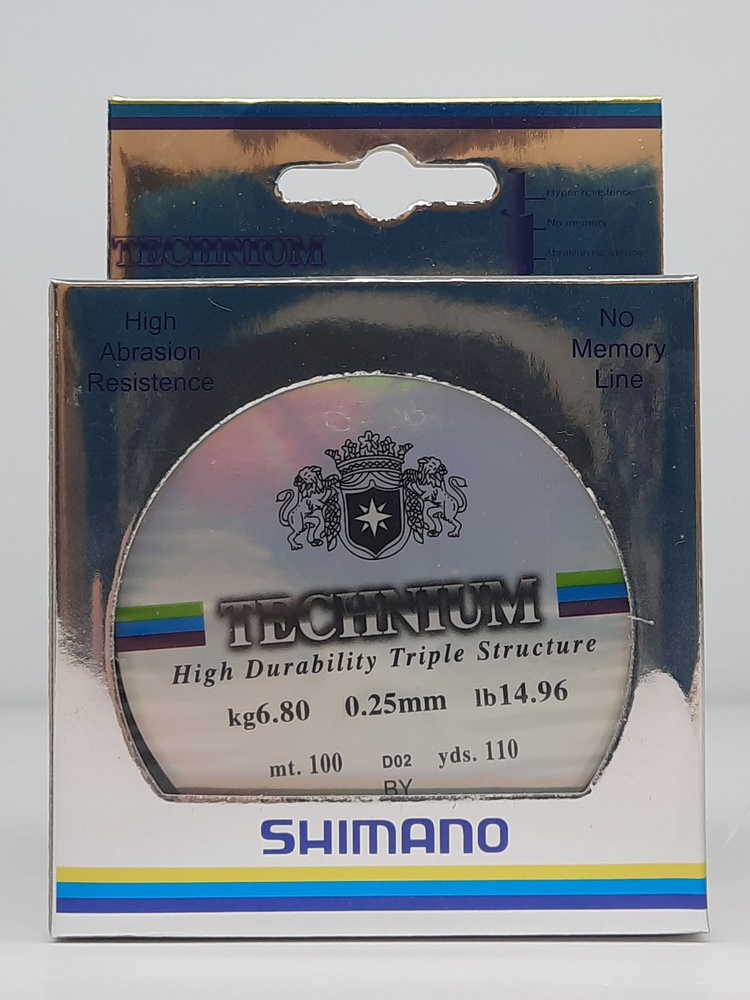 Hyper resistence
No memory
Abrasion resistency
TECHNIUM
High
Abrasion
Resistence
NO
Memory
Line
TECHNIUM
High Durability Triple Structure
kg6.80 0.25mm lb14.96
mt. 100 D02 yds. 110
BY
SHIMANO